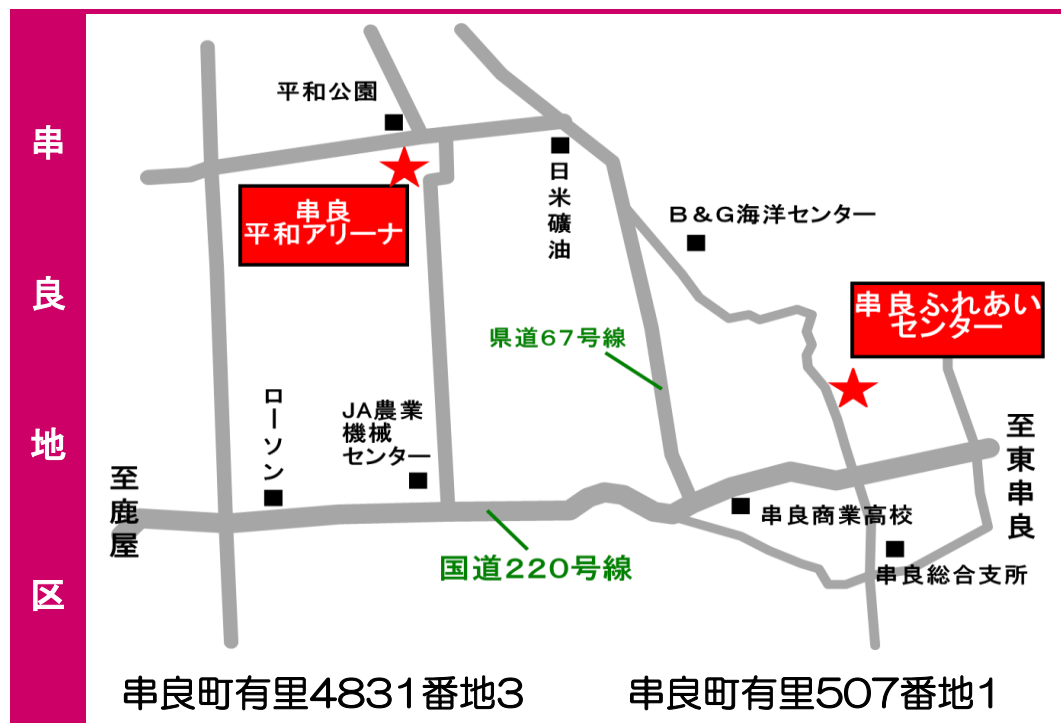 串良地区
平和公園
串良
平和アリーナ
日米礦油
B&G海洋センター
串良ふれあい
センター
県道67号線
ローソン
JA農業
機械
センター
至鹿屋
至東串良
串良商業高校
国道220号線
串良総合支所
串良町有里4831番地3
串良町有里507番地1